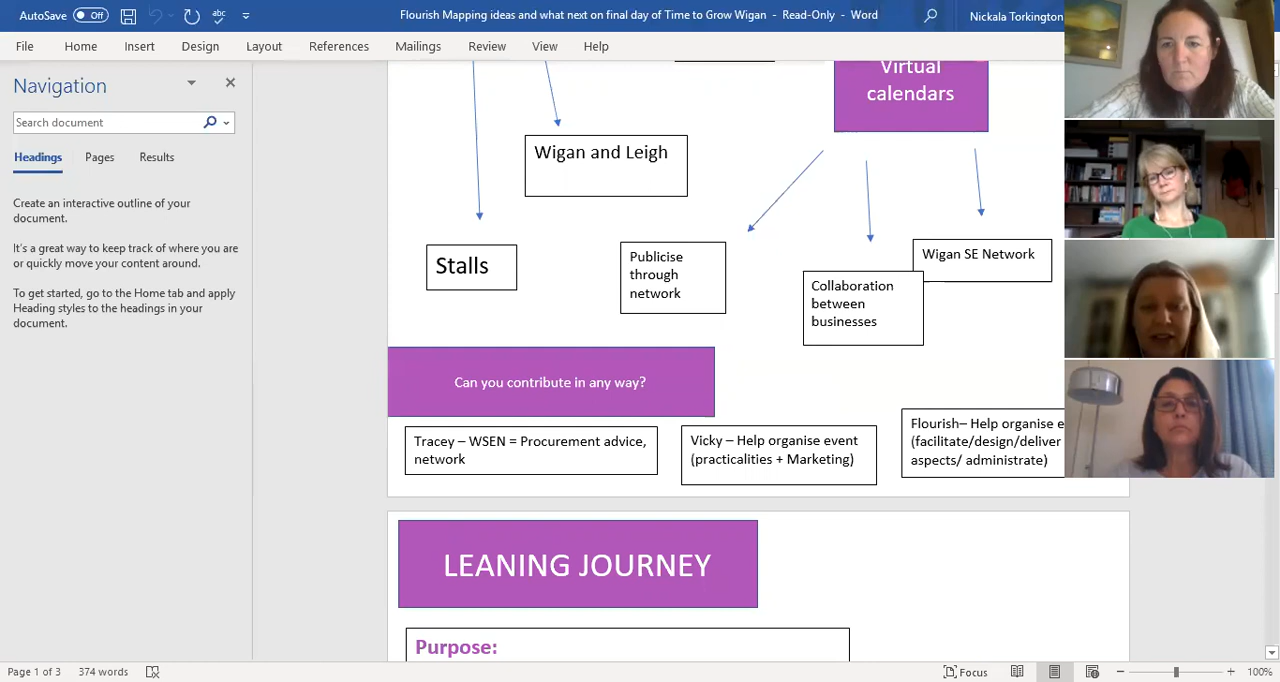 AutoSave Off
Flourish Mapping ideas and what next on final day of Time to Grow Wigan - Read-Only - Word
Nickala Torkington
File Home Insert Design Layout References Mailings Review View Help
Navigation
Search document
Headings Pages Results
Create an interactive outline of your
document.
It's a great way to keep track of where you are
or quickly move your content around.
To get started, go to the Home tab and apply
Heading styles to the headings in your
document.
Virtual
calendars
Wigan and Leigh
Stalls
Publicise
through
network
Collaboration
between
businesses
Wigan SE Network
Can you contribute in any way?
Tracey – WSEN = Procurement advice,
network
Vicky – Help organise event
(practicalities + Marketing)
Flourish– Help organise e
(facilitate/design/deliver
aspects/ administrate)
LEANING JOURNEY
Purpose:
Page 1 of 3 374 words
Focus
100%